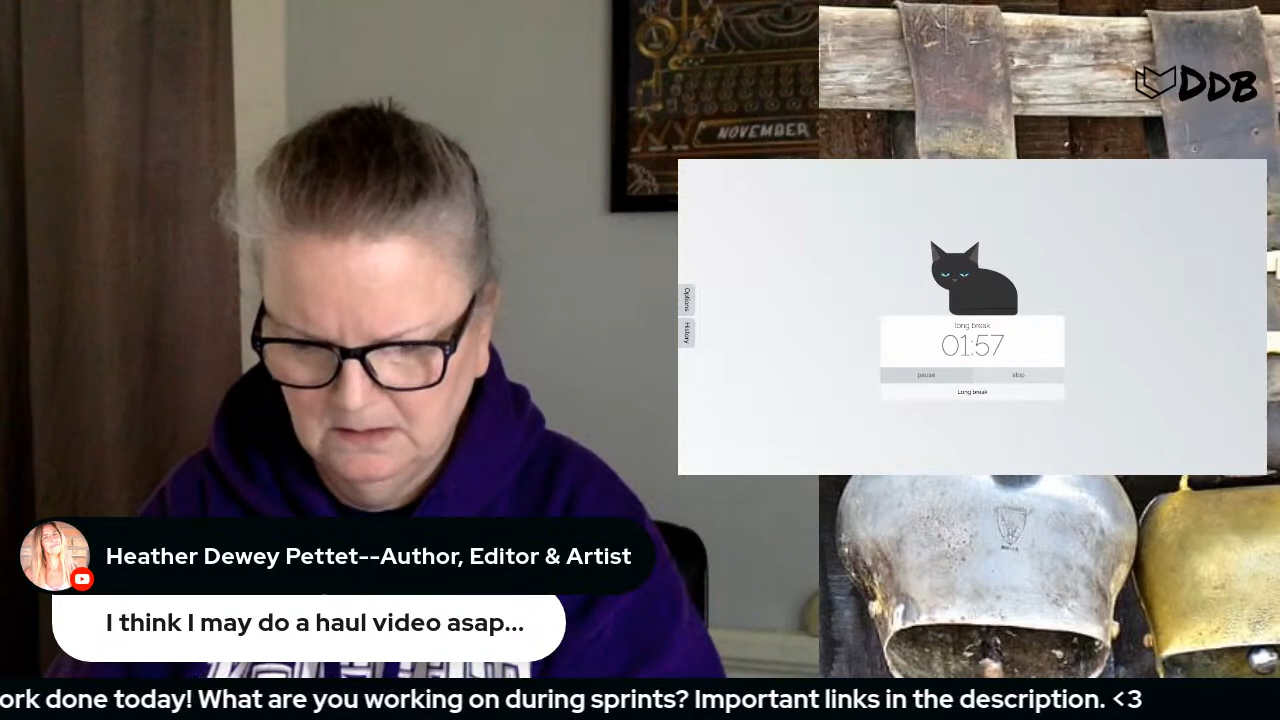 NOVEMBER
DDB
Options
History
long break
01:57
pause stop
Long break
Heather Dewey Pettet--Author, Editor & Artist
I think I may do a haul video asap...
ork done today! What are you working on during sprints? Important links in the description. <3